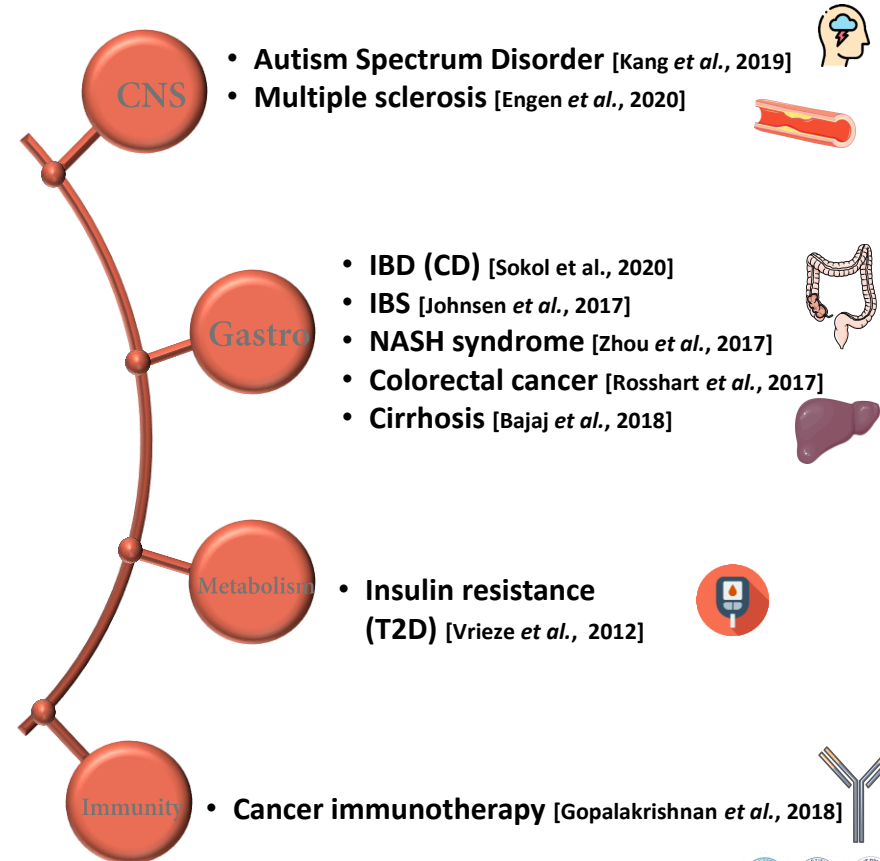 CNS
• Autism Spectrum Disorder [Kang et al., 2019]
• Multiple sclerosis [Engen et al., 2020]
Gastro
• IBD (CD) [Sokol et al., 2020]
• IBS [Johnsen et al., 2017]
• NASH syndrome [Zhou et al., 2017]
• Colorectal cancer [Rosshart et al., 2017]
• Cirrhosis [Bajaj et al., 2018]
Metabolism
• Insulin resistance
(T2D) [Vrieze et al., 2012]
Immunity
• Cancer immunotherapy [Gopalakrishnan et al., 2018]